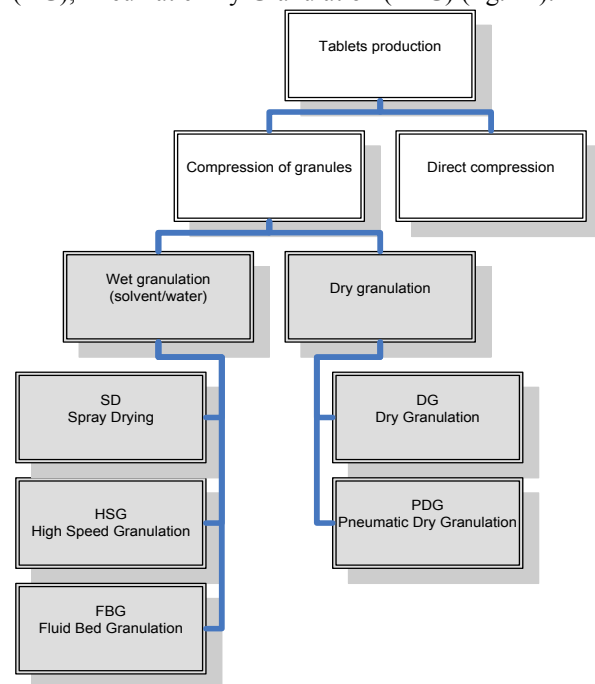 Tablets production
Compression of granules
Direct compression
Wet granulation
(solvent/water)
Dry granulation
SD
Spray Drying
DG
Dry Granulation
HSG
High Speed Granulation
PDG
Pneumatic Dry Granulation
FBG
Fluid Bed Granulation